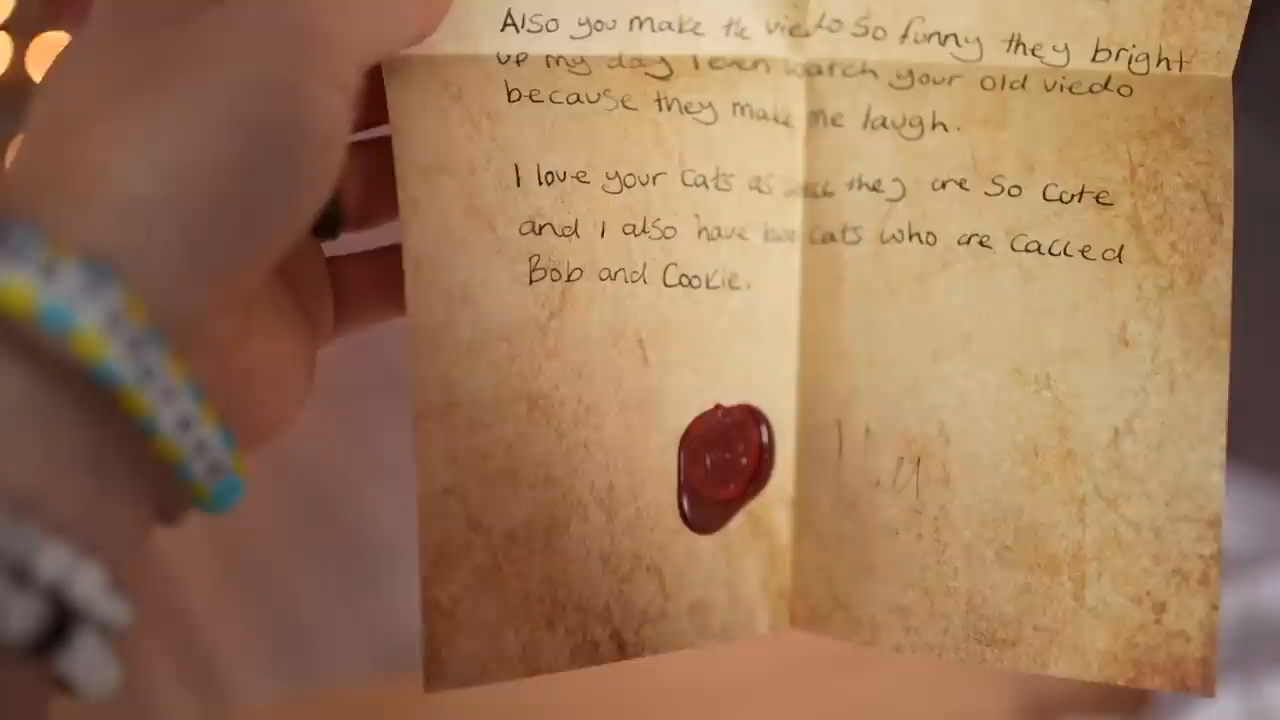 Also you make the viedo so funny they bright
up my day I even watch your old viedo
because they make me laugh.
I love your cats as well they are so cute
and I also have two cats who are called
Bob and Cookie.